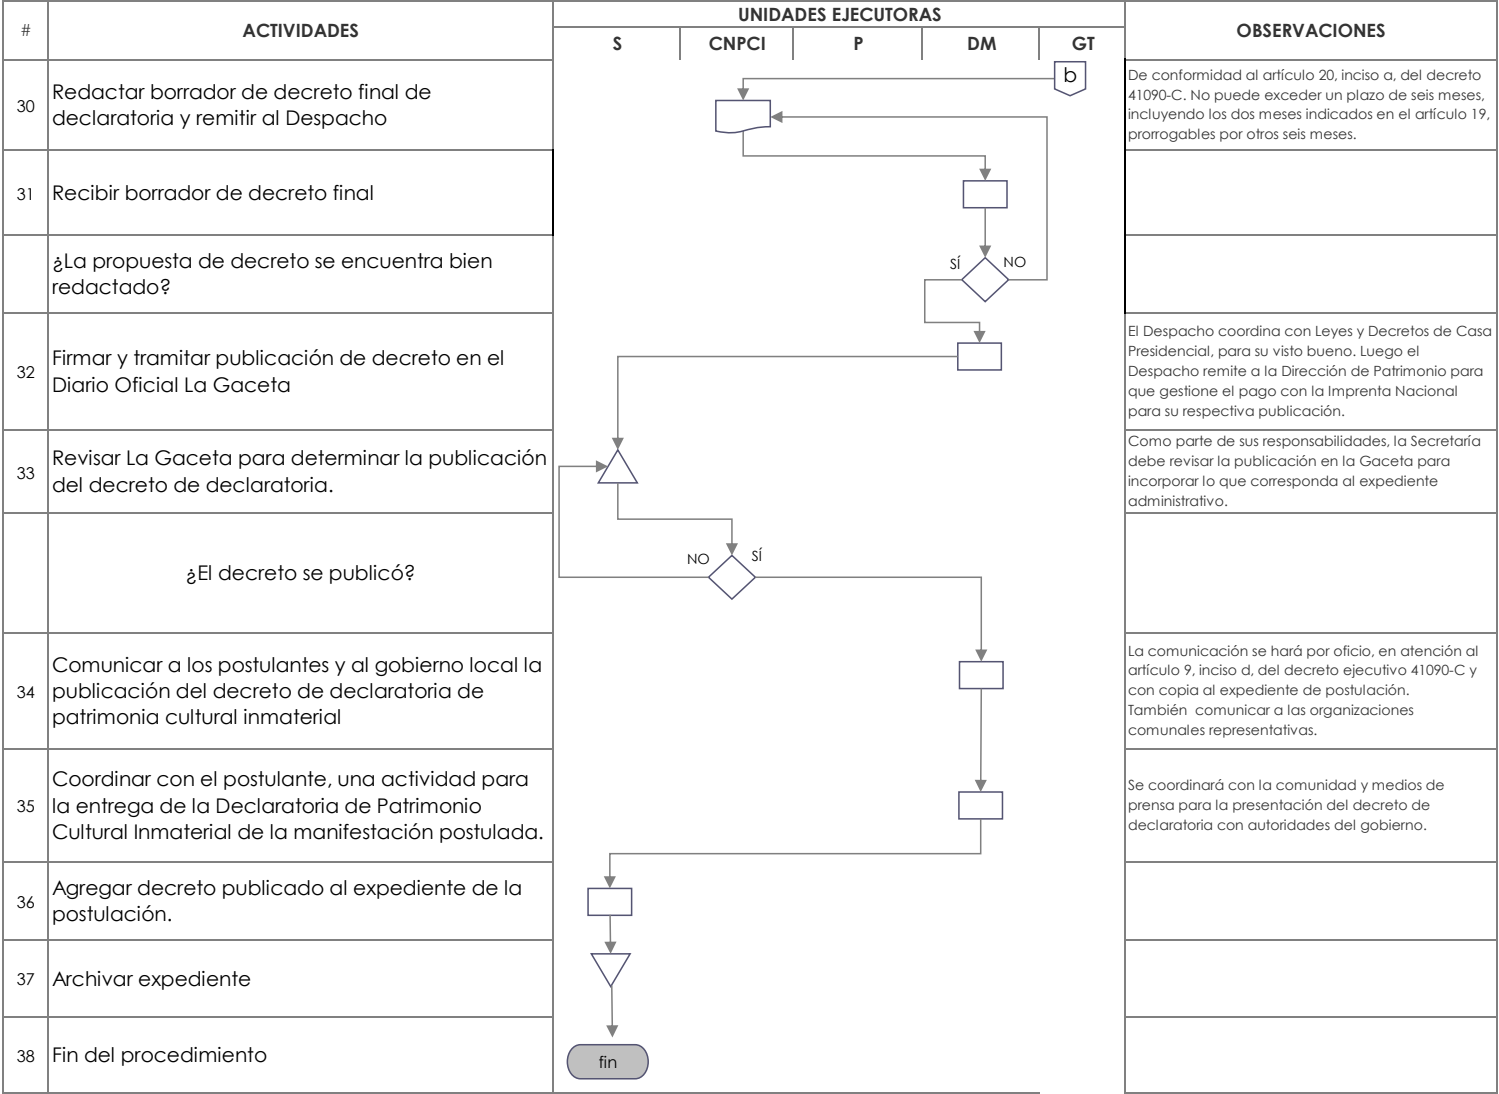 #
ACTIVIDADES
UNIDADES EJECUTORAS
OBSERVACIONES
S
CNPCI
P
DM
GT
30
Redactar borrador de decreto final de
declaratoria y remitir al Despacho
b
De conformidad al artículo 20, inciso a, del decreto
41090-C. No puede exceder un plazo de seis meses,
incluyendo los dos meses indicados en el artículo 19,
prorrogables por otros seis meses.
31
Recibir borrador de decreto final
¿La propuesta de decreto se encuentra bien
redactado?
SÍ
NO
32
Firmar y tramitar publicación de decreto en el
Diario Oficial La Gaceta
El Despacho coordina con Leyes y Decretos de Casa
Presidencial, para su visto bueno. Luego el
Despacho remite a la Dirección de Patrimonio para
que gestione el pago con la Imprenta Nacional
para su respectiva publicación.
33
Revisar La Gaceta para determinar la publicación
del decreto de declaratoria.
Como parte de sus responsabilidades, la Secretaría
debe revisar la publicación en la Gaceta para
incorporar lo que corresponda al expediente
administrativo.
¿El decreto se publicó?
NO
SÍ
34
Comunicar a los postulantes y al gobierno local la
publicación del decreto de declaratoria de
patrimonia cultural inmaterial
La comunicación se hará por oficio, en atención al
artículo 9, inciso d, del decreto ejecutivo 41090-C y
con copia al expediente de postulación.
También comunicar a las organizaciones
comunales representativas.
35
Coordinar con el postulante, una actividad para
la entrega de la Declaratoria de Patrimonio
Cultural Inmaterial de la manifestación postulada.
Se coordinará con la comunidad y medios de
prensa para la presentación del decreto de
declaratoria con autoridades del gobierno.
36
Agregar decreto publicado al expediente de la
postulación.
37
Archivar expediente
38
Fin del procedimiento
fin